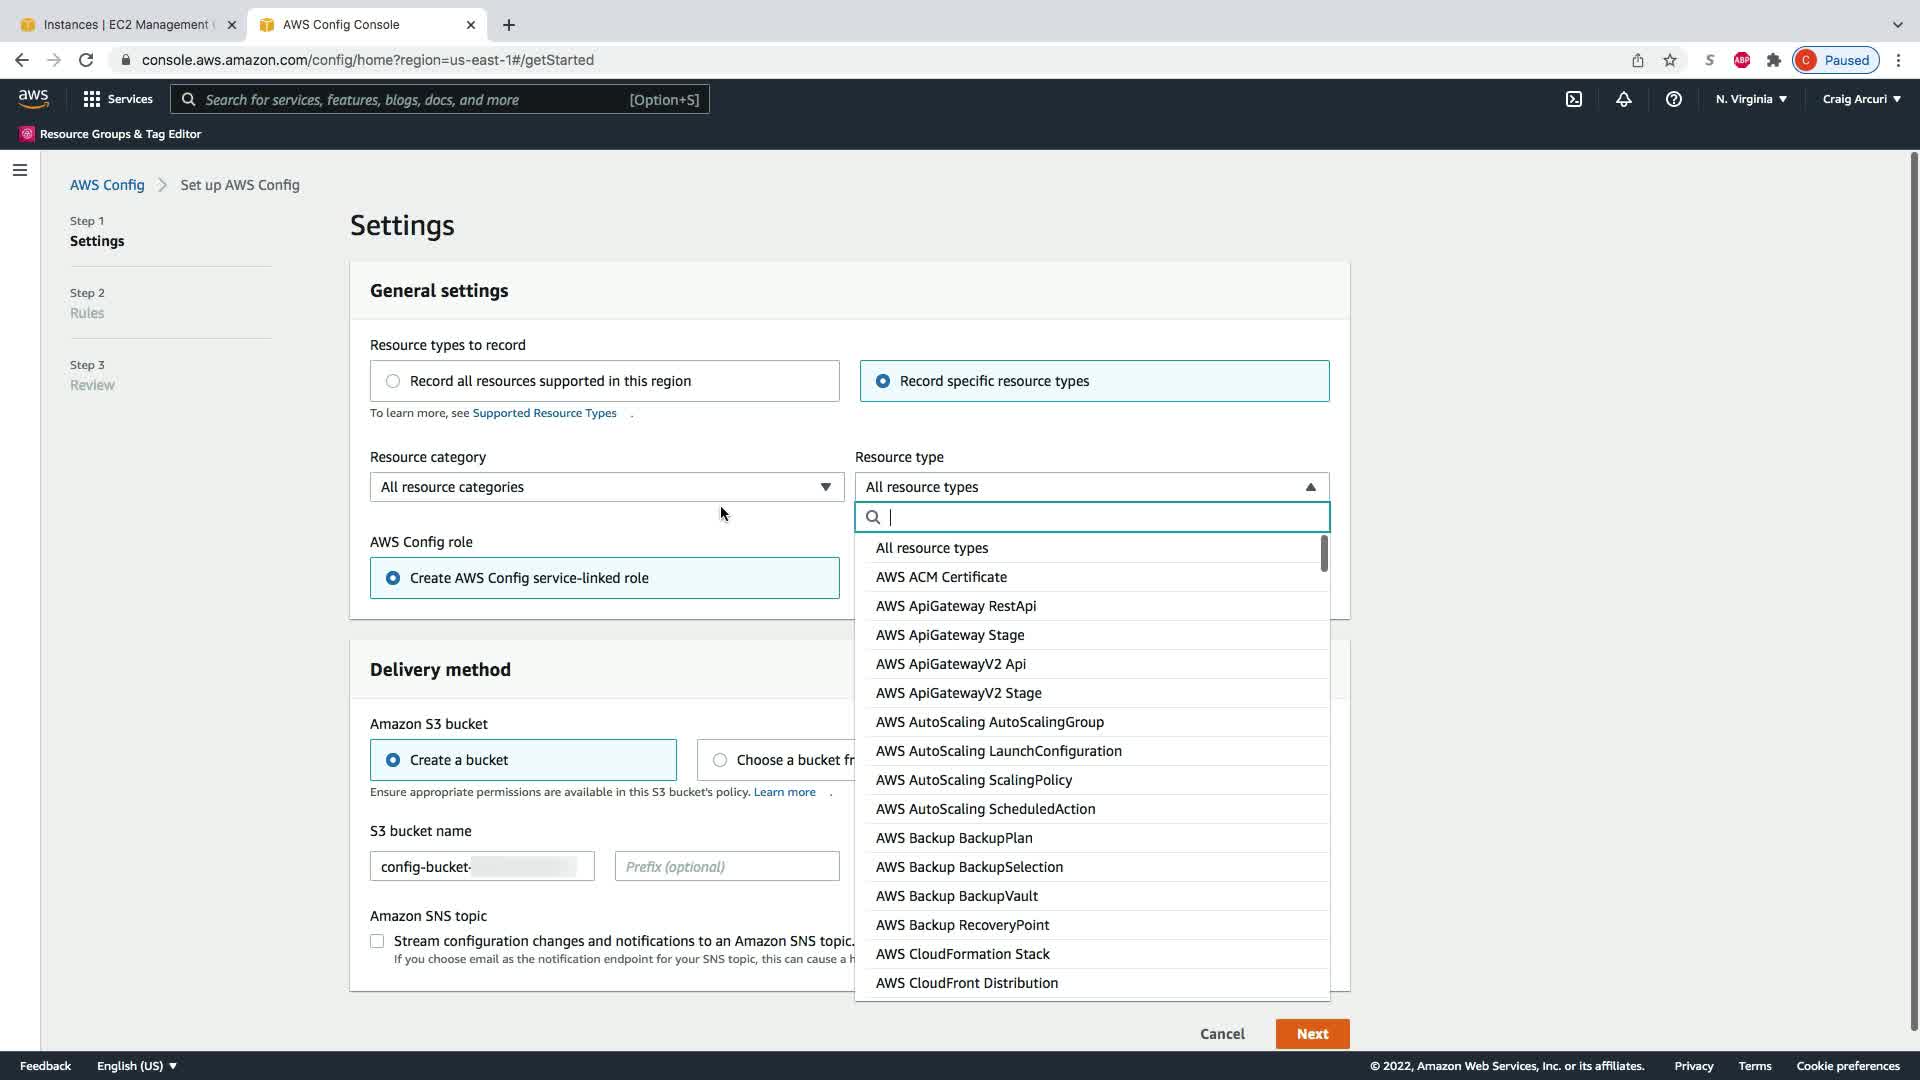 Instances | EC2 Management
AWS Config Console
console.aws.amazon.com/config/home?region=us-east-1#/getStarted
S
ABP
C Paused
aws
Services
Search for services, features, blogs, docs, and more [Option+S]
N. Virginia
Craig Arcuri
Resource Groups & Tag Editor
AWS Config > Set up AWS Config
Step 1
Settings
Step 2
Rules
Step 3
Review
Settings
General settings
Resource types to record
Record all resources supported in this region
Record specific resource types
To learn more, see Supported Resource Types .
Resource category
All resource categories
Resource type
All resource types
All resource types
AWS ACM Certificate
AWS ApiGateway RestApi
AWS ApiGateway Stage
AWS ApiGatewayV2 Api
AWS ApiGatewayV2 Stage
AWS AutoScaling AutoScalingGroup
AWS AutoScaling LaunchConfiguration
AWS AutoScaling ScalingPolicy
AWS AutoScaling ScheduledAction
AWS Backup BackupPlan
AWS Backup BackupSelection
AWS Backup BackupVault
AWS Backup RecoveryPoint
AWS CloudFormation Stack
AWS CloudFront Distribution
AWS Config role
Create AWS Config service-linked role
Delivery method
Amazon S3 bucket
Create a bucket
Choose a bucket fr
Ensure appropriate permissions are available in this S3 bucket's policy. Learn more .
S3 bucket name
config-bucket-
Prefix (optional)
Amazon SNS topic
Stream configuration changes and notifications to an Amazon SNS topic.
If you choose email as the notification endpoint for your SNS topic, this can cause a h
Cancel
Next
Feedback
English (US)
© 2022, Amazon Web Services, Inc. or its affiliates.
Privacy
Terms
Cookie preferences